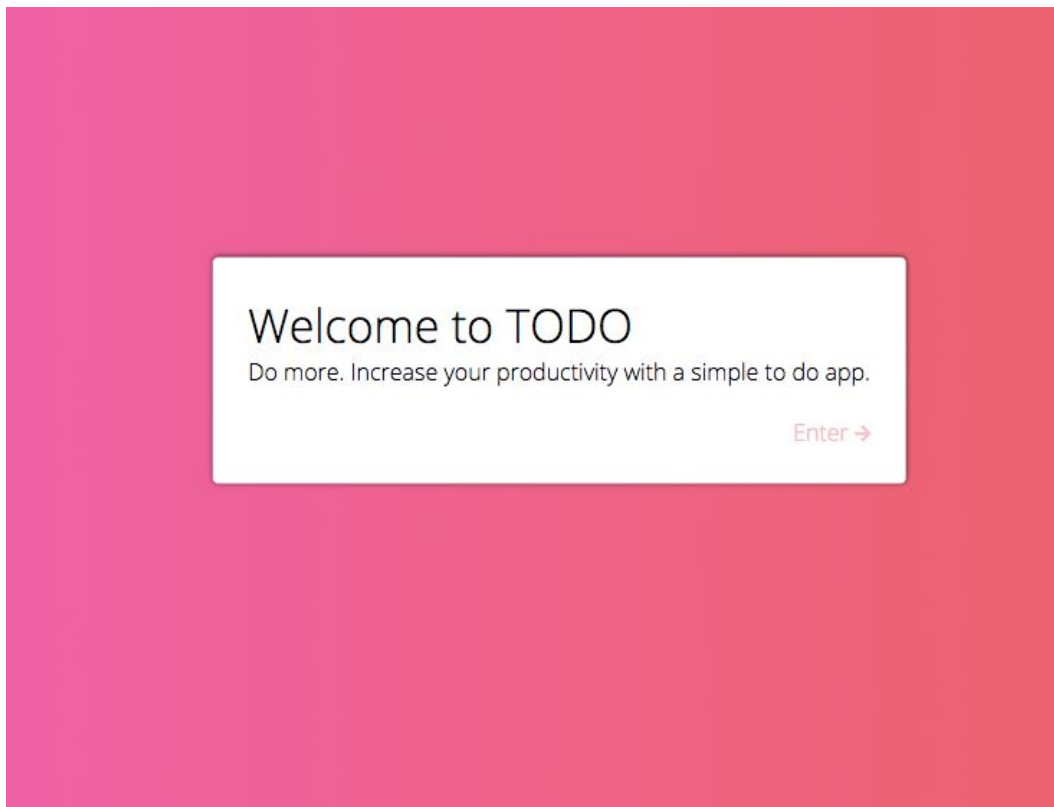 Welcome to TODO
Do more. Increase your productivity with a simple to do app.
Enter →